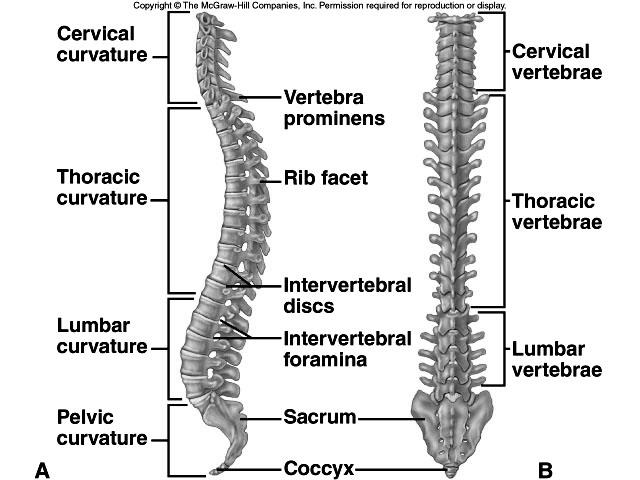 Copyright © The McGraw-Hill Companies, Inc. Permission required for reproduction or display.
Cervical
curvature
Vertebra
prominens
Thoracic
curvature
Rib facet
Intervertebral
discs
Lumbar
curvature
Intervertebral
foramina
Pelvic
curvature
Sacrum
Coccyx
A
Cervical
vertebrae
Thoracic
vertebrae
Lumbar
vertebrae
B